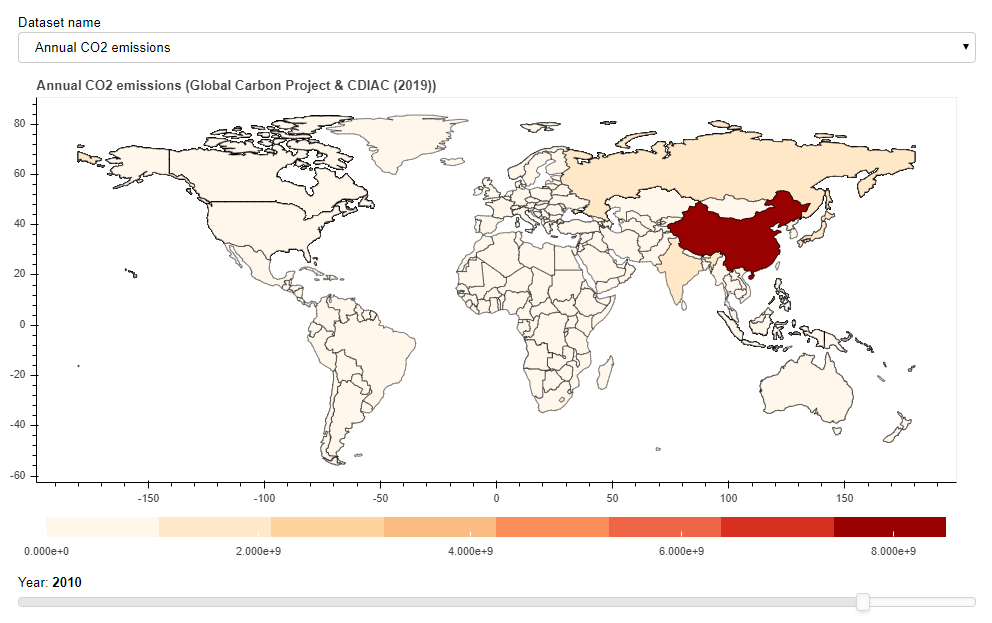 Dataset name
Annual CO2 emissions
Annual CO2 emissions (Global Carbon Project & CDIAC (2019))
80
60
40
20
0
-20
-40
-60
-150 -100 -50 0 50 100 150
0.000e+0 2.000e+9 4.000e+9 6.000e+9 8.000e+9
Year: 2010